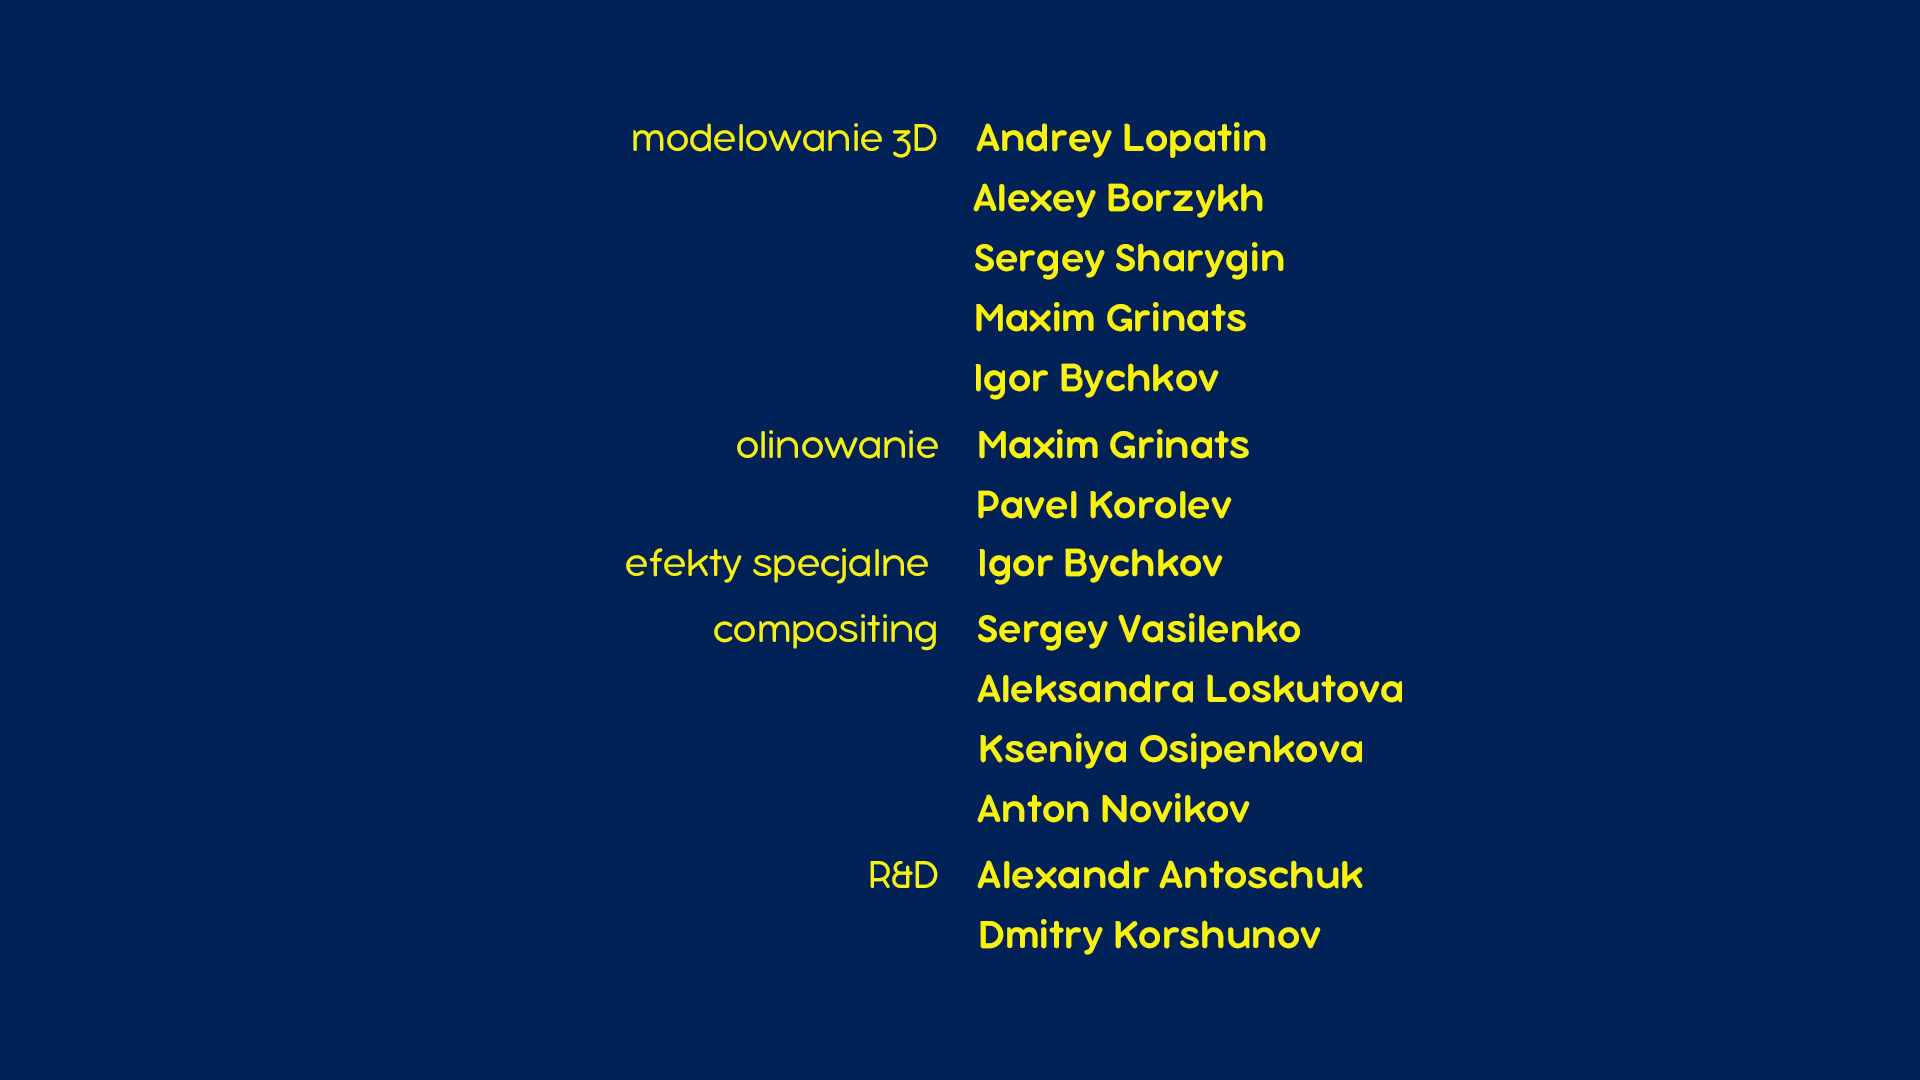 modelowanie 3D Andrey Lopatin
Alexey Borzykh
Sergey Sharygin
Maxim Grinats
Igor Bychkov
olinowanie Maxim Grinats
Pavel Korolev
efekty specjalne Igor Bychkov
compositing Sergey Vasilenko
Aleksandra Loskutova
Kseniya Osipenkova
Anton Novikov
R&D Alexandr Antoschuk
Dmitry Korshunov